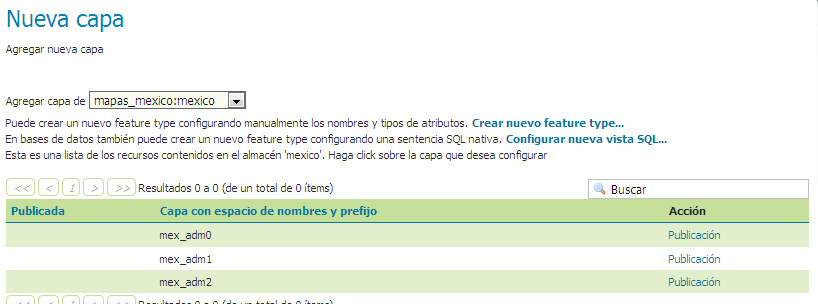 Nueva capa
Agregar nueva capa
Agregar capa de mapas_mexico:mexico
Puede crear un nuevo feature type configurando manualmente los nombres y tipos de atributos. Crear nuevo feature type...
En bases de datos también puede crear un nuevo feature type configurando una sentencia SQL nativa. Configurar nueva vista SQL...
Esta es una lista de los recursos contenidos en el almacén 'mexico'. Haga click sobre la capa que desea configurar
<< < 1 > >> Resultados 0 a 0 (de un total de 0 ítems) Buscar
Publicada Capa con espacio de nombres y prefijo Acción
mex_adm0 Publicación
mex_adm1 Publicación
mex_adm2 Publicación
<< < 1 > >> Resultados 0 a 0 (de un total de 0 ítems)